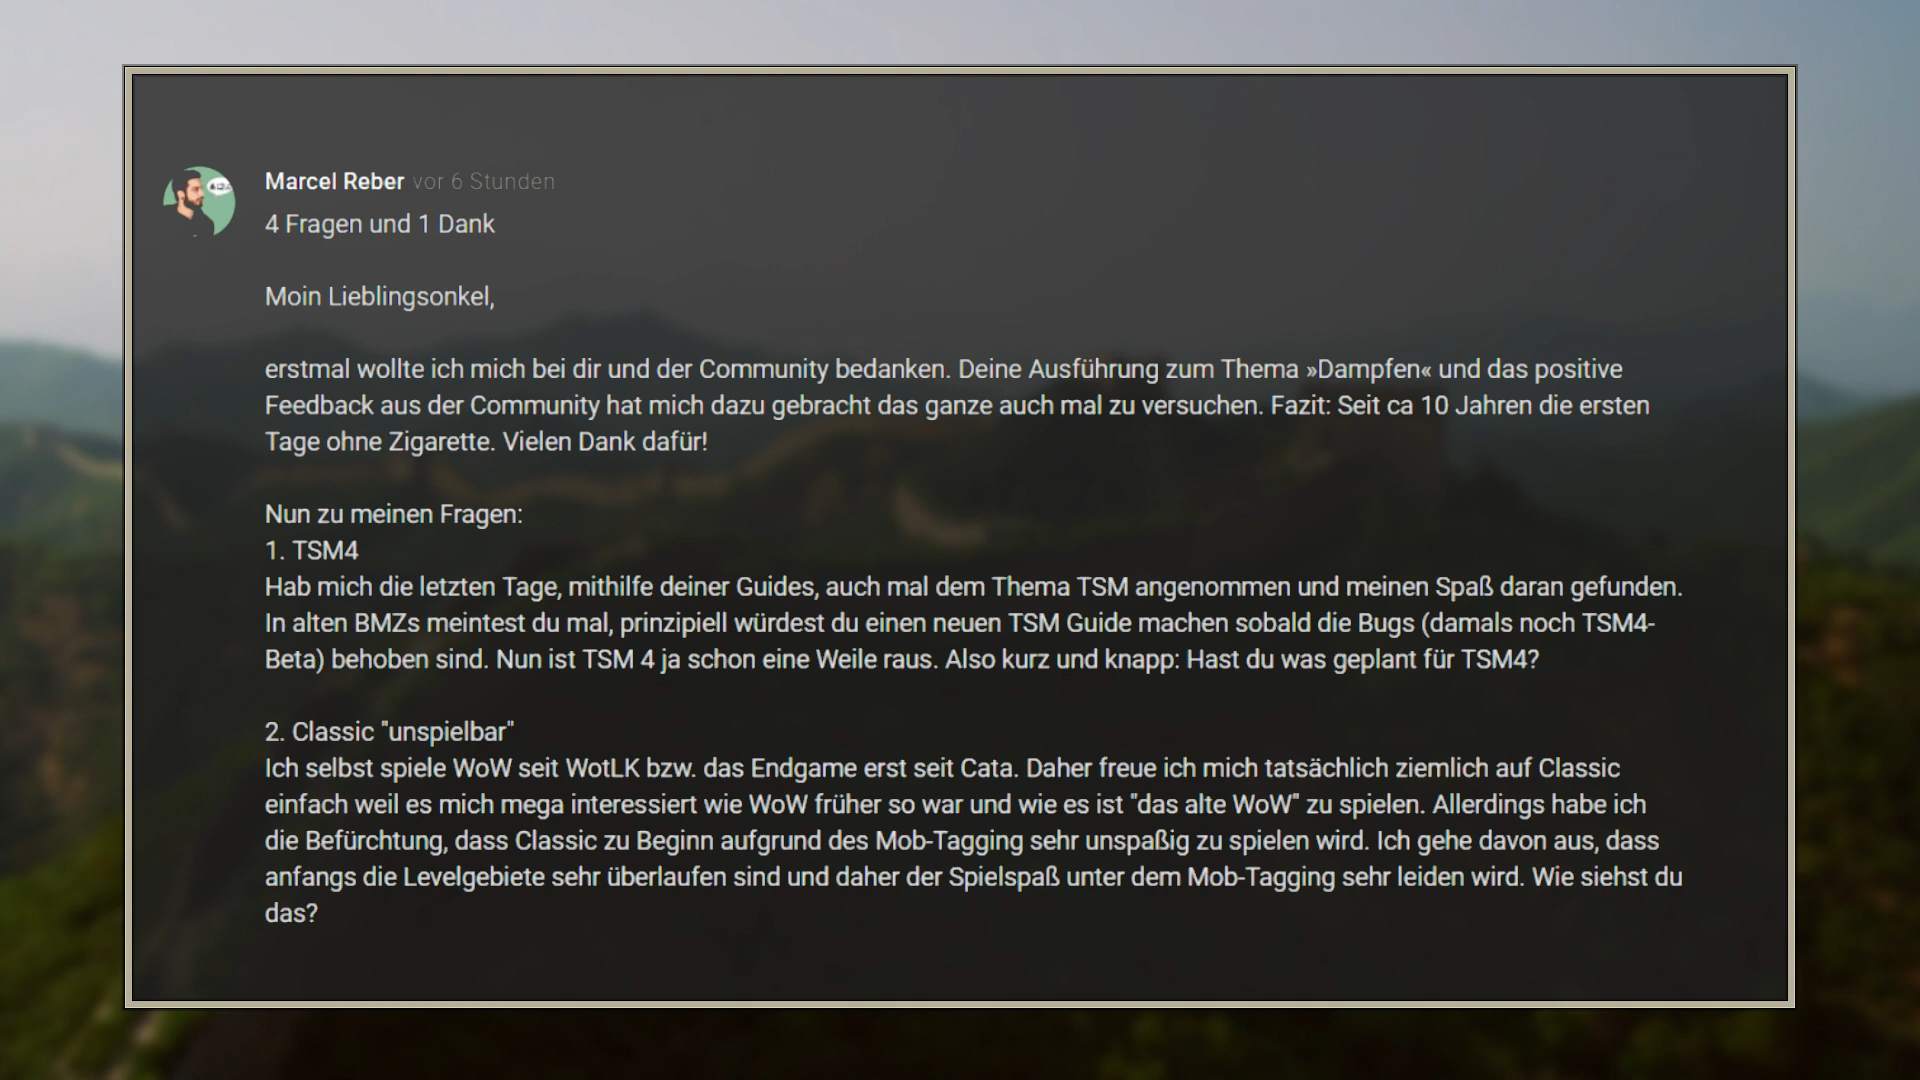 Marcel Reber vor 6 Stunden
4 Fragen und 1 Dank
Moin Lieblingsonkel,
erstmal wollte ich mich bei dir und der Community bedanken. Deine Ausführung zum Thema »Dampfen« und das positive
Feedback aus der Community hat mich dazu gebracht das ganze auch mal zu versuchen. Fazit: Seit ca 10 Jahren die ersten
Tage ohne Zigarette. Vielen Dank dafür!
Nun zu meinen Fragen:
1. TSM4
Hab mich die letzten Tage, mithilfe deiner Guides, auch mal dem Thema TSM angenommen und meinen Spaß daran gefunden.
In alten BMZs meintest du mal, prinzipiell würdest du einen neuen TSM Guide machen sobald die Bugs (damals noch TSM4-
Beta) behoben sind. Nun ist TSM 4 ja schon eine Weile raus. Also kurz und knapp: Hast du was geplant für TSM4?
2. Classic "unspielbar"
Ich selbst spiele WoW seit WotLK bzw. das Endgame erst seit Cata. Daher freue ich mich tatsächlich ziemlich auf Classic
einfach weil es mich mega interessiert wie WoW früher so war und wie es ist "das alte WoW" zu spielen. Allerdings habe ich
die Befürchtung, dass Classic zu Beginn aufgrund des Mob-Tagging sehr unspaßig zu spielen wird. Ich gehe davon aus, dass
anfangs die Levelgebiete sehr überlaufen sind und daher der Spielspaß unter dem Mob-Tagging sehr leiden wird. Wie siehst du
das?